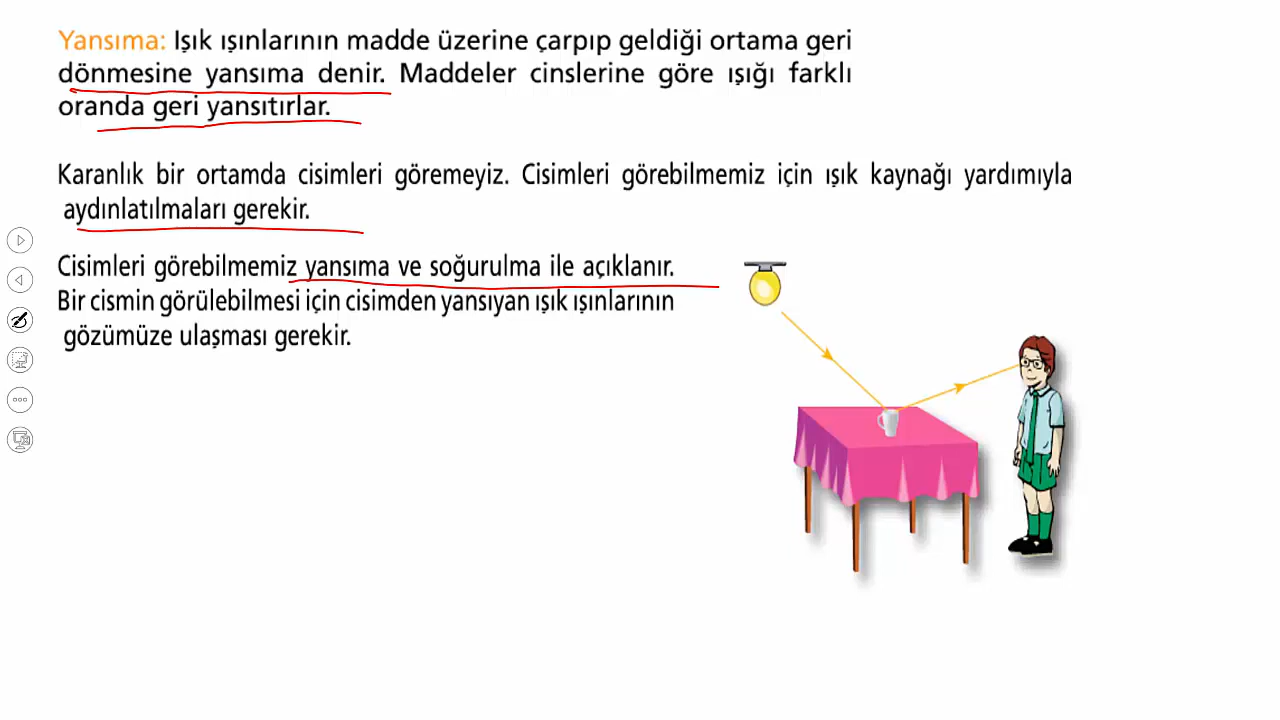 Yansıma: Işık ışınlarının madde üzerine çarpıp geldiği ortama geri
dönmesine yansıma denir. Maddeler cinslerine göre ışığı farklı
oranda geri yansıtırlar.
Karanlık bir ortamda cisimleri göremeyiz. Cisimleri görebilmemiz için ışık kaynağı yardımıyla
aydınlatılmaları gerekir.
Cisimleri görebilmemiz yansıma ve soğurulma ile açıklanır.
Bir cismin görülebilmesi için cisimden yansıyan ışık ışınlarının
gözümüze ulaşması gerekir.